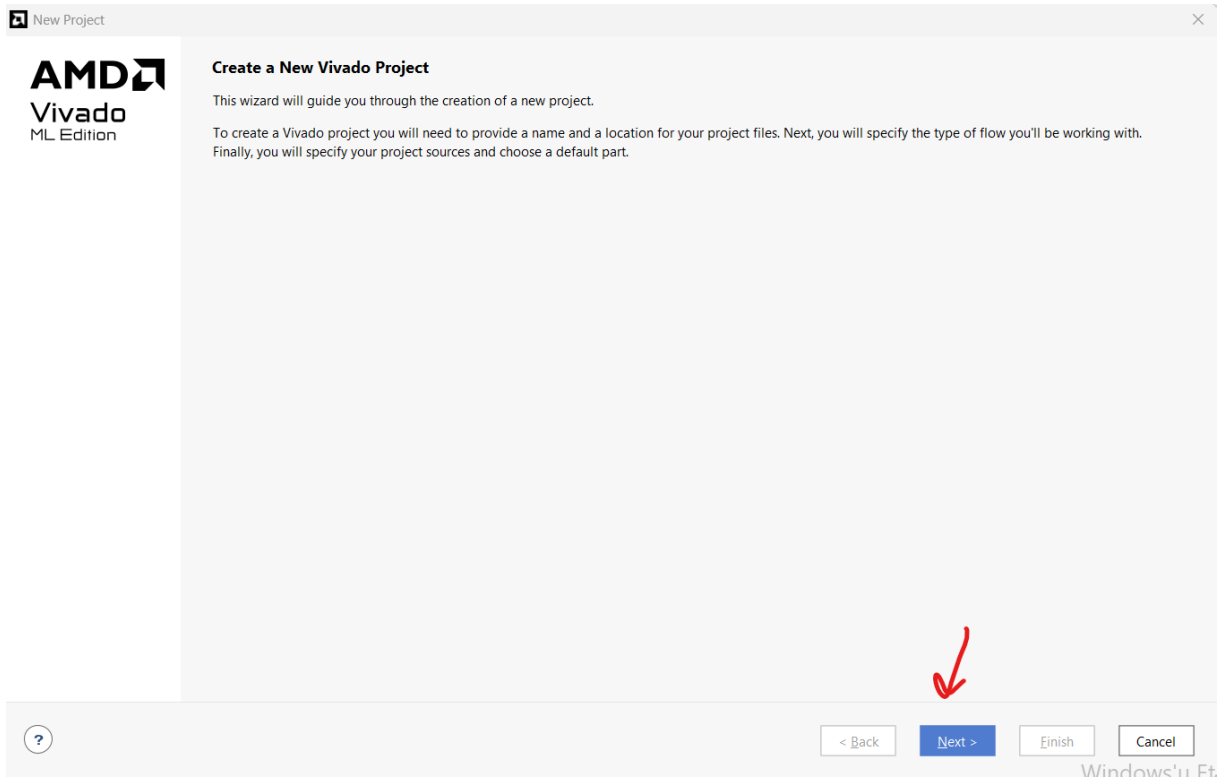 New Project
AMD
Vivado
ML Edition
Create a New Vivado Project
This wizard will guide you through the creation of a new project.
To create a Vivado project you will need to provide a name and a location for your project files. Next, you will specify the type of flow you'll be working with.
Finally, you will specify your project sources and choose a default part.
?
< Back
Next >
Finish
Cancel
Windows'u Et